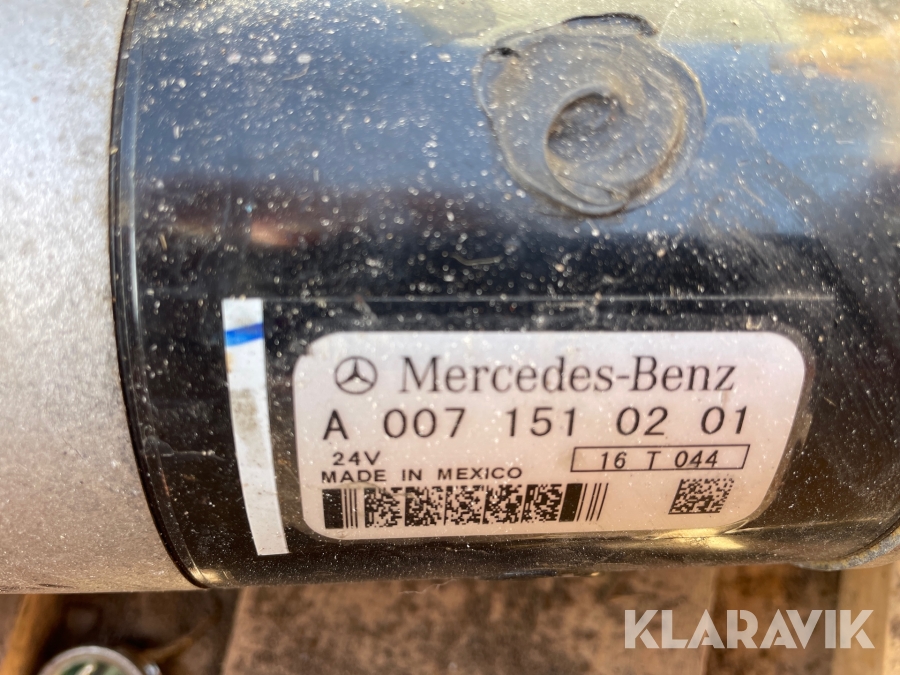 Mercedes-Benz
A 007 151 02 01
24V
16 T 044
MADE IN MEXICO
KLARAVIK